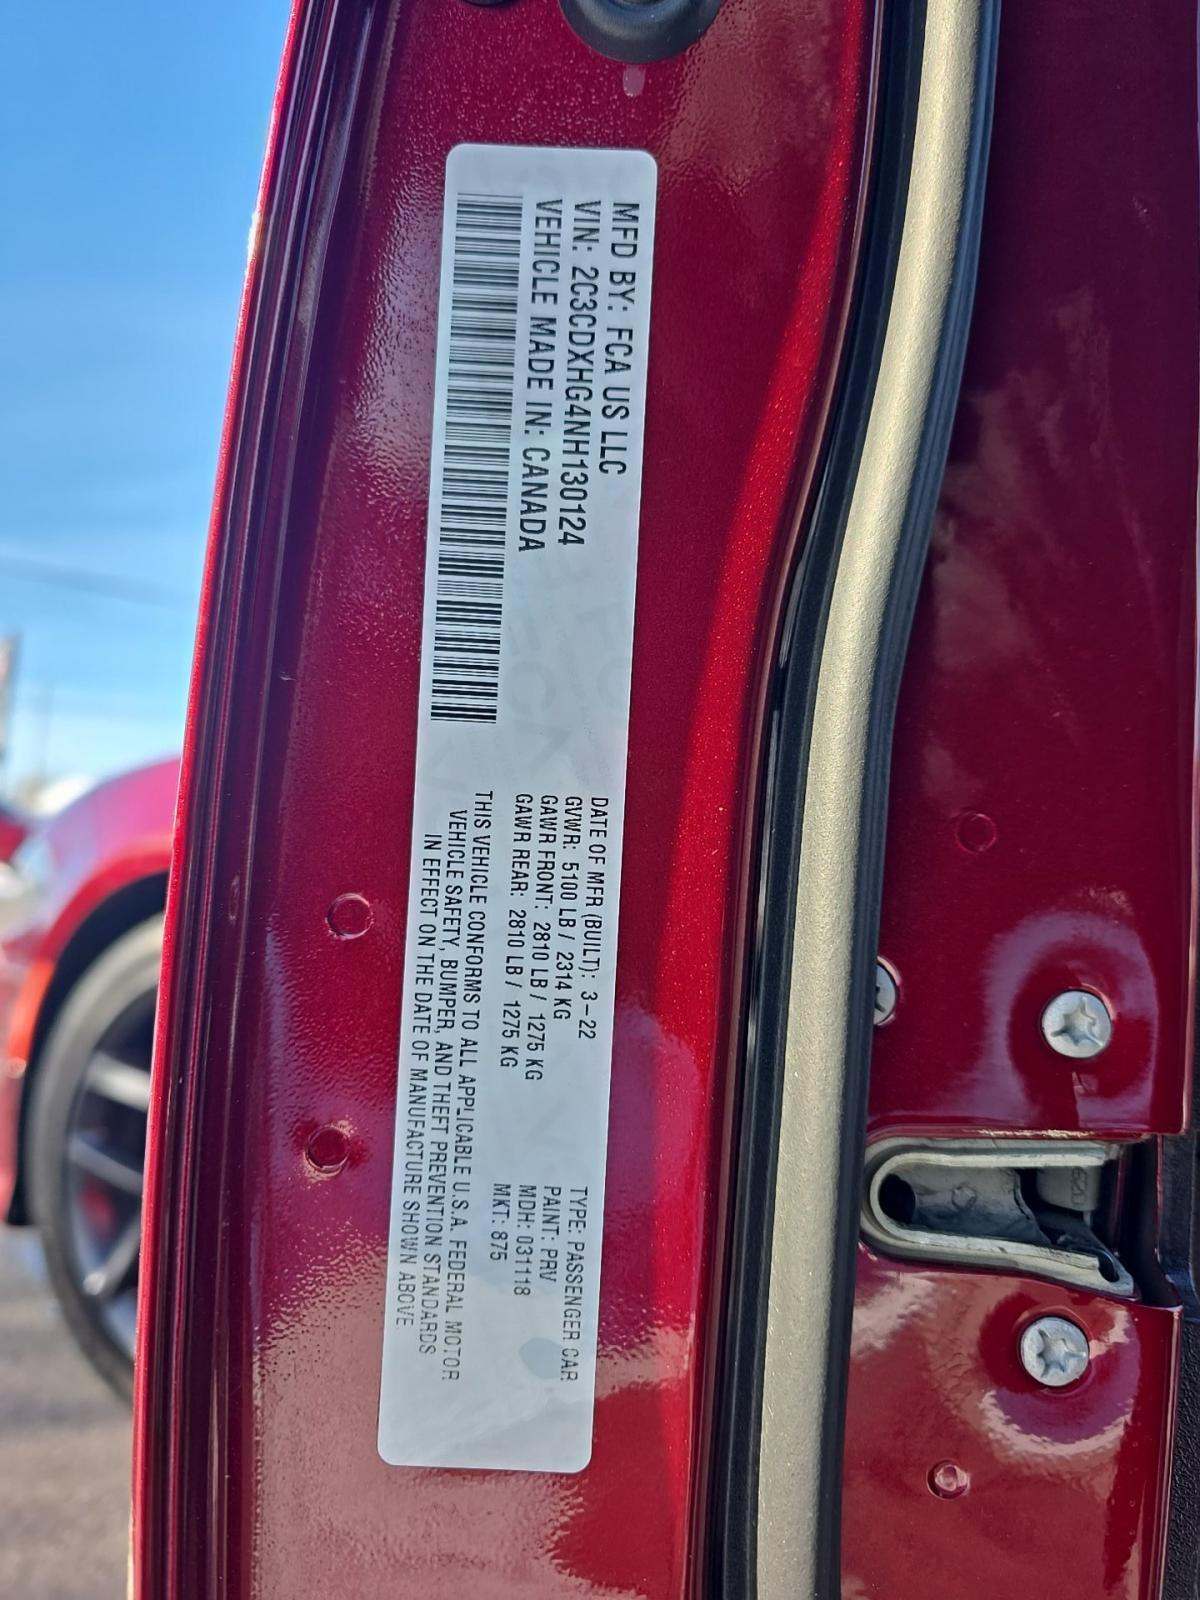 MFD BY: FCA US LLC
VIN: 2C3CDXHG4NH130124
VEHICLE MADE IN: CANADA
DATE OF MFR (BUILT): 3-22
GVWR: 5100 LB / 2314 KG
GAWR FRONT: 2810 LB / 1275 KG
GAWR REAR: 2810 LB / 1275 KG
TYPE: PASSENGER CAR
PAINT: PRV
MDH: 031118
MKT: 875
THIS VEHICLE CONFORMS TO ALL APPLICABLE U.S.A. FEDERAL MOTOR
VEHICLE SAFETY, BUMPER, AND THEFT PREVENTION STANDARDS
IN EFFECT ON THE DATE OF MANUFACTURE SHOWN ABOVE.